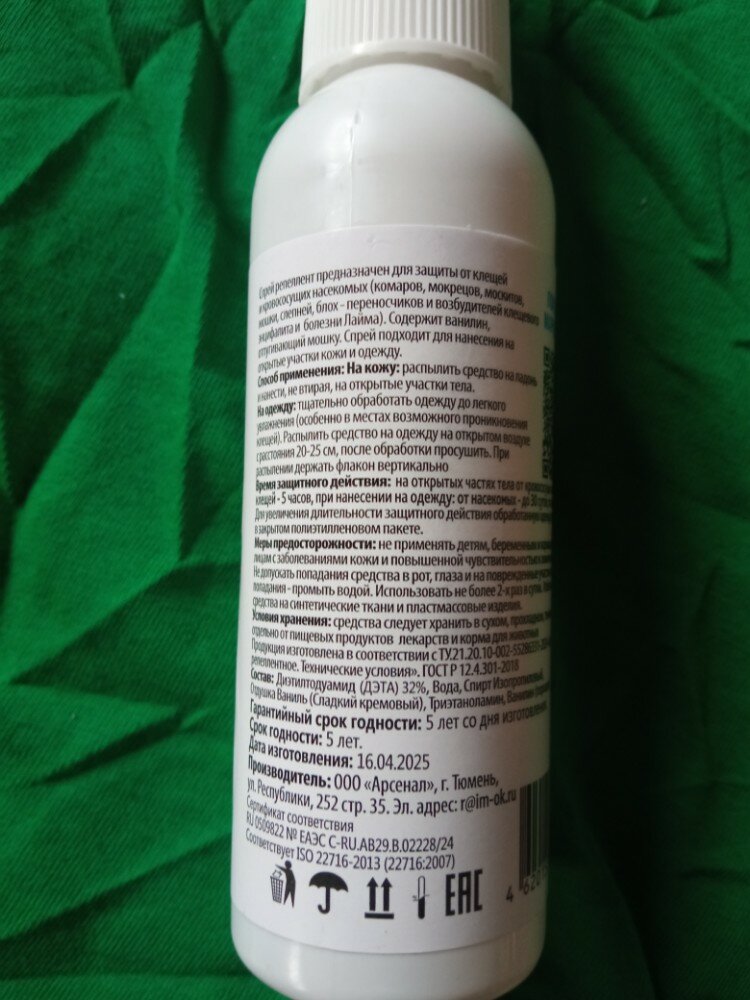 Спрей репеллент предназначен для защиты от клещей
и кровососущих насекомых (комаров, мокрецов, москитов,
мошки, слепней, блох - переносчиков и возбудителей клещевого
энцефалита и болезни Лайма). Содержит ванилин,
отпугивающий мошку. Спрей подходит для нанесения на
открытые участки кожи и одежду.
Способ применения: На кожу: распылить средство на ладонь
и нанести, не втирая, на открытые участки тела.
На одежду: тщательно обработать одежду до легкого
увлажнения (особенно в местах возможного проникновения
клещей). Распылить средство на одежду на открытом воздухе
с расстояния 20-25 см, после обработки просушить. При
распылении держать флакон вертикально
Время защитного действия: на открытых частях тела от
клещей - 5 часов, при нанесении на одежду: от насекомых - до 30
Для увеличения длительности защитного действия обработанную
в закрытом полиэтилленовом пакете.
Меры предосторожности: не применять детям, беременным и
лицам с заболеваниями кожи и повышенной чувствительностью
Не допускать попадания средства в рот, глаза и на поврежденные
попадания - промыть водой. Использовать не более 2-х раз в сутки.
средства на синтетические ткани и пластмассовые изделия.
Условия хранения: средства следует хранить в сухом, прохладном,
отдельно от пищевых продуктов лекарств и корма для животных
Продукция изготовлена в соответствии с ТУ.21.20.10-002-55286331
репеллентное. Технические условия». ГОСТ Р 12.4.301-2018
Состав: Диэтилтодуамид (ДЭТА) 32%, Вода, Спирт Изопропиловый,
Отдушка Ваниль (Сладкий кремовый), Триэтаноламин, Ванилин
Гарантийный срок годности: 5 лет со дня изготовления.
Срок годности: 5 лет.
Дата изготовления: 16.04.2025
Производитель: ООО «Арсенал», г. Тюмень,
ул. Республики, 252 стр. 35. Эл. адрес: r@im-ok.ru
Сертификат соответствия
RU 0509822 № ЕАЭС C-RU.АВ29.В.02228/24
Соответствует ISO 22716-2013 (22716:2007)
EAC
4 620